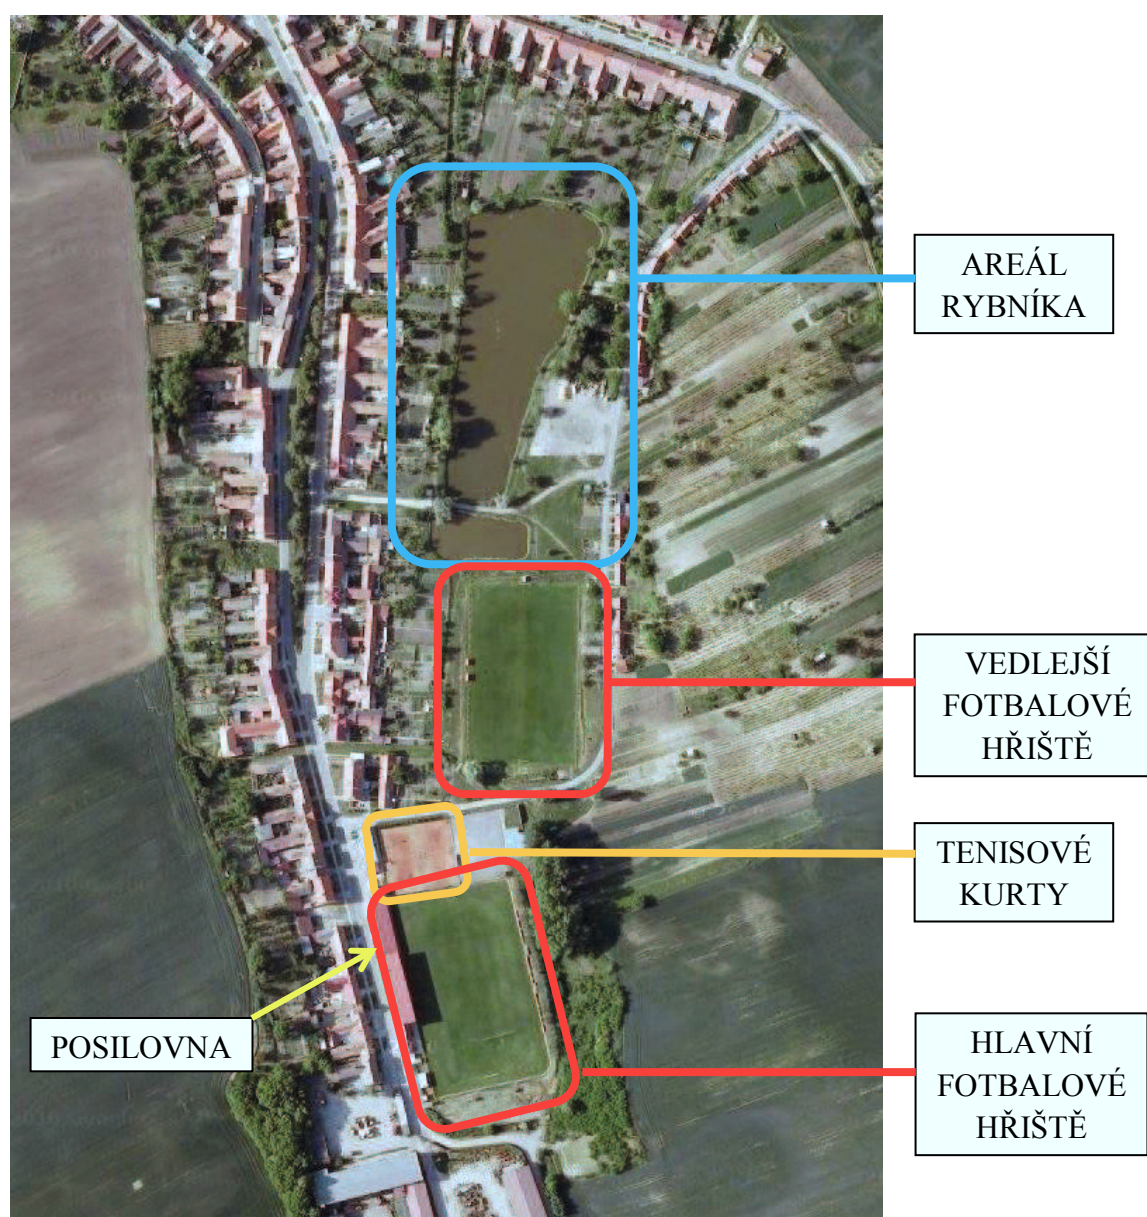 AREÁL
RYBNÍKA
VEDLEJŠÍ
FOTBALOVÉ
HŘIŠTĚ
TENISOVÉ
KURTY
POSILOVNA
HLAVNÍ
FOTBALOVÉ
HŘIŠTĚ